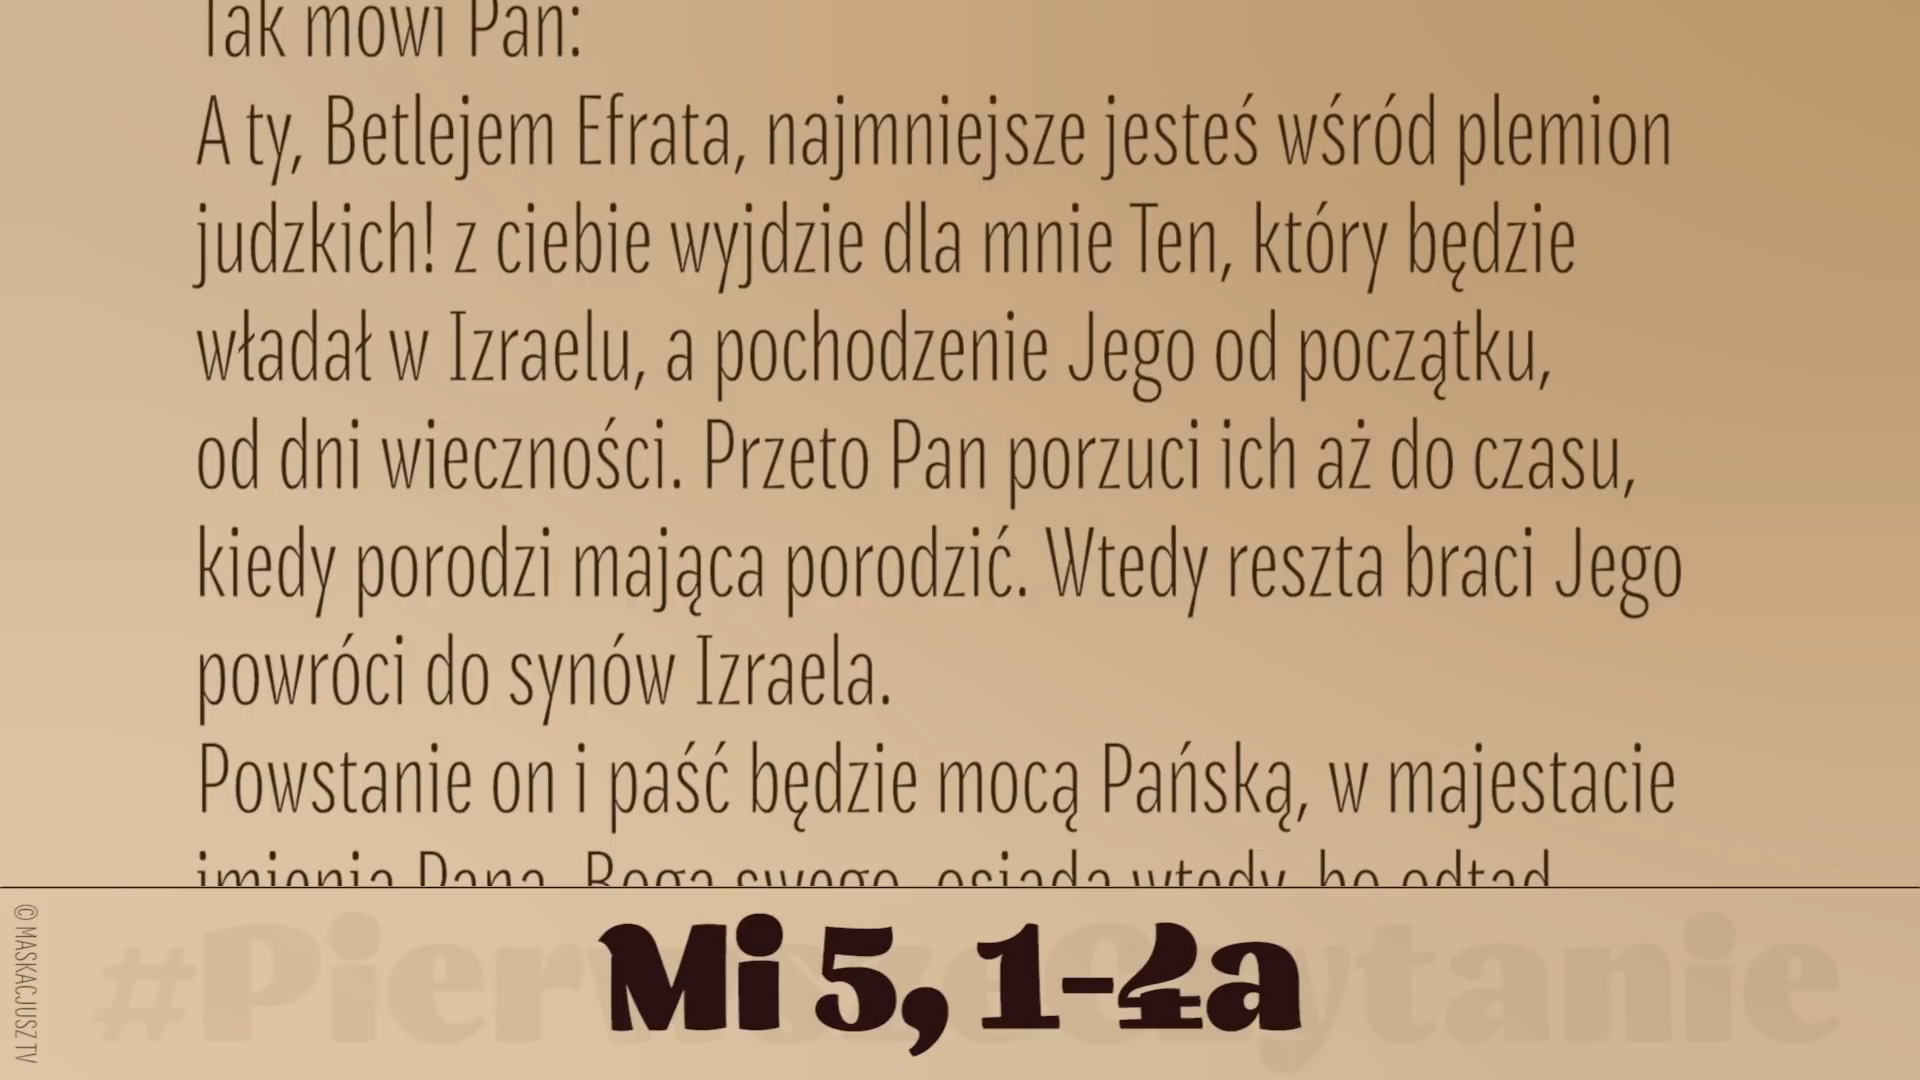 Tak mówi Pan:
A ty, Betlejem Efrata, najmniejsze jesteś wśród plemion
judzkich! z ciebie wyjdzie dla mnie Ten, który będzie
władał w Izraelu, a pochodzenie Jego od początku,
od dni wieczności. Przeto Pan porzuci ich aż do czasu,
kiedy porodzi mająca porodzić. Wtedy reszta braci Jego
powróci do synów Izraela.
Powstanie on i paść będzie mocą Pańską, w majestacie
imienia Pana, Boga swego, osiądą wtedy, bo odtąd
#PierwszeCzytanie
Mi 5, 1-4a
© MASKACJUSZ TV